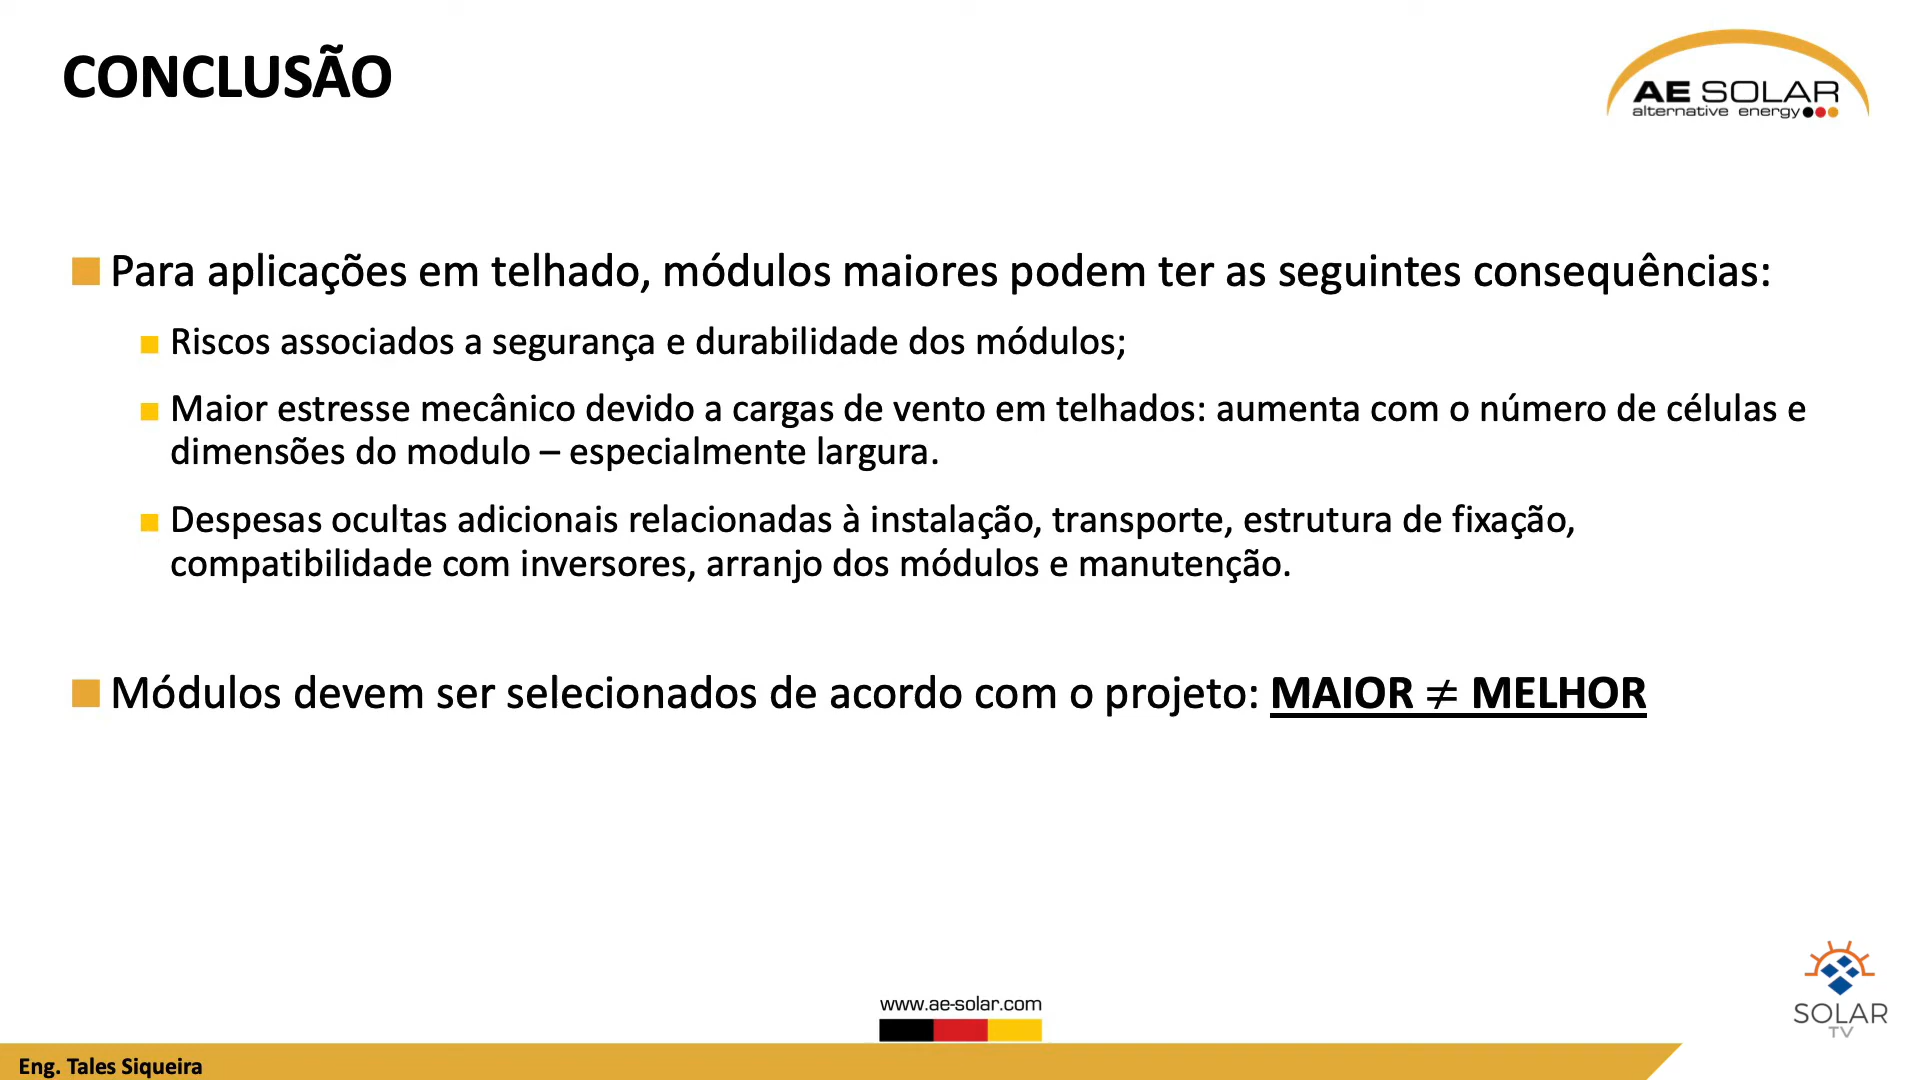 CONCLUSÃO
AE SOLAR
alternative energy
Para aplicações em telhado, módulos maiores podem ter as seguintes consequências:
Riscos associados a segurança e durabilidade dos módulos;
Maior estresse mecânico devido a cargas de vento em telhados: aumenta com o número de células e
dimensões do modulo – especialmente largura.
Despesas ocultas adicionais relacionadas à instalação, transporte, estrutura de fixação,
compatibilidade com inversores, arranjo dos módulos e manutenção.
Módulos devem ser selecionados de acordo com o projeto: MAIOR ≠ MELHOR
www.ae-solar.com
SOLAR
TV
Eng. Tales Siqueira